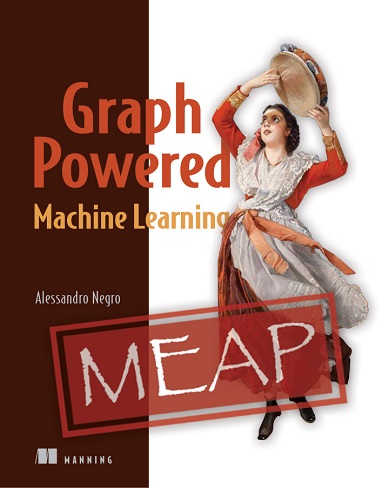 Graph
Powered
Machine Learning
Alessandro Negro
MEAP
MANNING